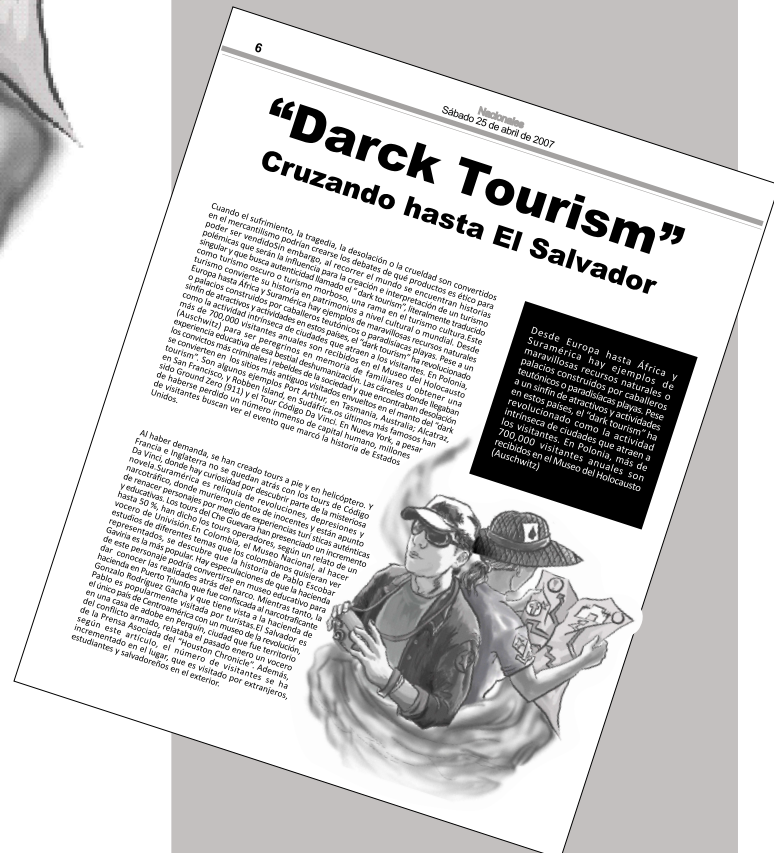 6
Nacionales
Sábado 25 de abril de 2007
“Darck Tourism”
Cruzando hasta El Salvador
Cuando el sufrimiento, la tragedia, la desolación o la crueldad son convertidos
en el mercantilismo podrían crearse los debates de qué productos es ético para
poder ser vendidoSin embargo, al recorrer el mundo se encuentran historias
polémicas que serán la influencia para la creación e interpretación de un turismo
singular y que busca autenticidad llamado el “ dark tourism”, literalmente traducido
como turismo oscuro o turismo morboso, una rama en el turismo cultura.Este
turismo convierte su historia en patrimonios a nivel cultural o mundial. Desde
Europa hasta África y Suramérica hay ejemplos de maravillosas recursos naturales
o palacios construidos por caballeros teutónicos o paradisíacas playas. Pese a un
sinfín de atractivos y actividades en estos países, el “dark tourism” ha revolucionado
como la actividad intrínseca de ciudades que atraen a los visitantes. En Polonia,
más de 700,000 visitantes anuales son recibidos en el Museo del Holocausto
(Auschwitz) para ser peregrinos en memoria de familiares u obtener una
experiencia educativa de esa bestial deshumanización. Las cárceles donde llegaban
los convictos más criminales i rebeldes de la sociedad y que encontraban desolación
se convierten en los sitios más antiguos visitados envueltos en el manto del “dark
tourism”. Son algunos ejemplos Port Arthur, en Tasmania, Australia; Alcatraz,
en San Francisco, y Robben Island, en Sudáfrica.os últimos más famosos han
sido Ground Zero (911) y el Tour Código Da Vinci. En Nueva York, a pesar
de haberse perdido un número inmenso de capital humano, millones
de visitantes buscan ver el evento que marcó la historia de Estados
Unidos.
Desde Europa hasta África y
Suramérica hay ejemplos de
maravillosas recursos naturales o
palacios construidos por caballeros
teutónicos o paradisíacas playas. Pese
a un sinfín de atractivos y actividades
en estos países, el “dark tourism” ha
revolucionado como la actividad
intrínseca de ciudades que atraen a
los visitantes. En Polonia, más de
700,000 visitantes anuales son
recibidos en el Museo del Holocausto
(Auschwitz)
Al haber demanda, se han creado tours a pie y en helicóptero. y
Francia e Inglaterra no se quedan atrás con los tours de Código
Da Vinci, donde hay curiosidad por descubrir parte de la misteriosa
novela.Suramérica es reliquia de revoluciones, depresiones y
narcotráfico, donde murieron cientos de inocentes y están apunta
de renacer personajes por medio de experiencias turí sticas auténticas
y educativas. Los tours del Che Guevara han presenciado un incremento
hasta 50 %, han dicho los tours operadores, según un relato de un
vocero de Univisión.En Colombia, el Museo Nacional, al hacer
estudios de diferentes temas que los colombianos quisieran ver
representados, se descubre que la historia de Pablo Escobar
Gaviria es la más popular. Hay especulaciones de que la hacienda
de este personaje podría convertirse en museo educativo para
dar conocer las realidades atrás del narco. Mientras tanto, la
hacienda en Puerto Triunfo que fue confiscada al narcotraficante
Gonzalo Rodríguez Gacha y que tiene vista a la hacienda de
Pablo es popularmente visitada por turistas.El Salvador es
el único país de Centroamérica con un museo de la revolución,
en una casa de adobe en Perquín, ciudad que fue territorio
del conflicto armado, relataba el pasado enero un vocero
de la Prensa Asociada del “Houston Chronicle”. Además,
según este artículo, el número de visitantes se ha
incrementado en el lugar, que es visitado por extranjeros,
estudiantes y salvadoreños en el exterior.